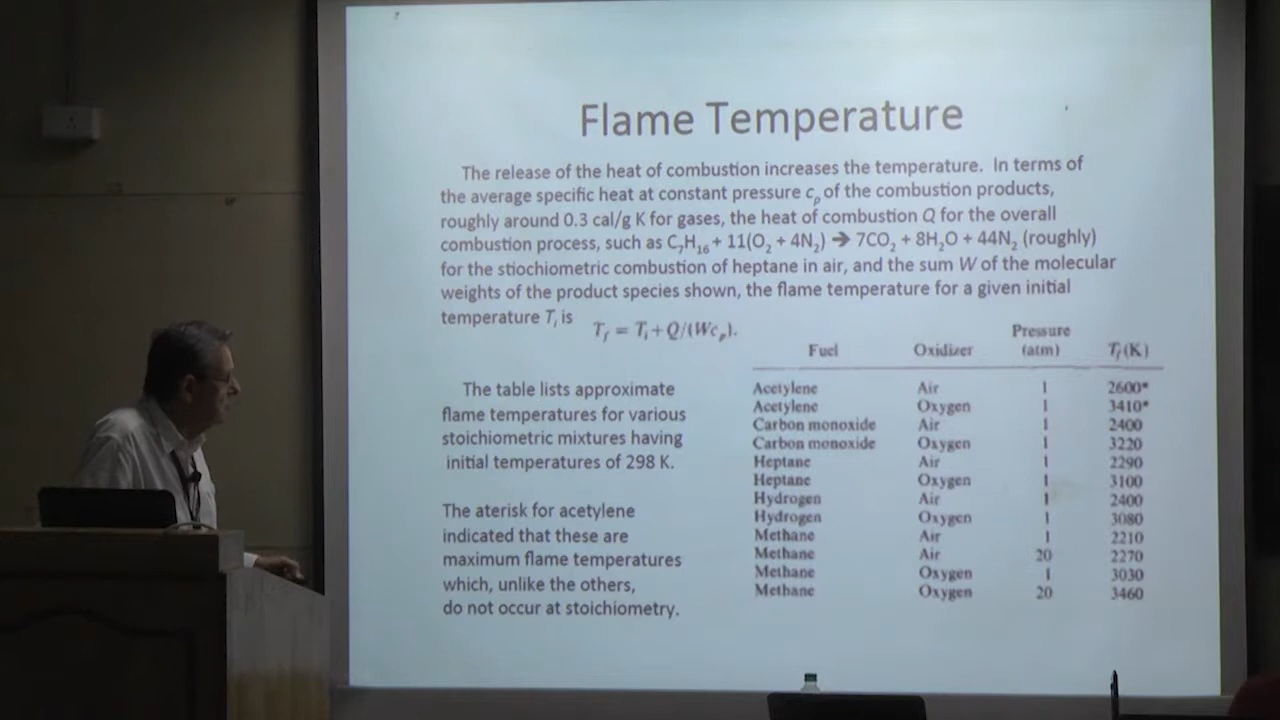 Flame Temperature
The release of the heat of combustion increases the temperature. In terms of
the average specific heat at constant pressure cₚ of the combustion products,
roughly around 0.3 cal/g K for gases, the heat of combustion Q for the overall
combustion process, such as C₇H₁₆ + 11(O₂ + 4N₂) → 7CO₂ + 8H₂O + 44N₂ (roughly)
for the stiochiometric combustion of heptane in air, and the sum W of the molecular
weights of the product species shown, the flame temperature for a given initial
temperature Tᵢ is
T_f = Tᵢ + Q/(Wcₚ).
The table lists approximate
flame temperatures for various
stoichiometric mixtures having
initial temperatures of 298 K.
The aterisk for acetylene
indicated that these are
maximum flame temperatures
which, unlike the others,
do not occur at stoichiometry.
Fuel Oxidizer Pressure (atm) T_f (K)
Acetylene Air 1 2600*
Acetylene Oxygen 1 3410*
Carbon monoxide Air 1 2400
Carbon monoxide Oxygen 1 3220
Heptane Air 1 2290
Heptane Oxygen 1 3100
Hydrogen Air 1 2400
Hydrogen Oxygen 1 3080
Methane Air 1 2210
Methane Air 20 2270
Methane Oxygen 1 3030
Methane Oxygen 20 3460